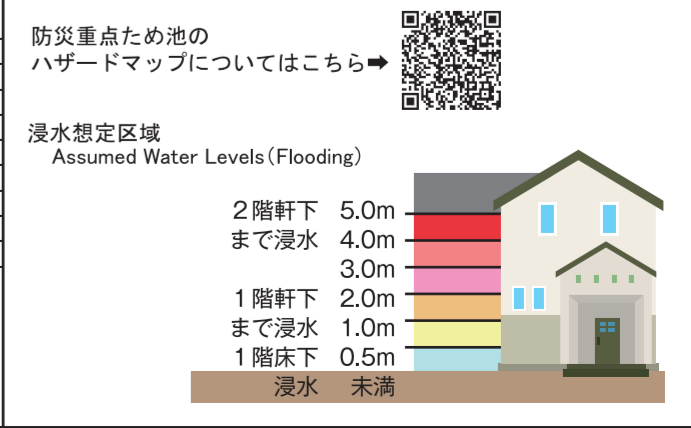 防災重点ため池の
ハザードマップについてはこちら➡
浸水想定区域
Assumed Water Levels（Flooding）
２階軒下 5.0m
まで浸水 4.0m
3.0m
１階軒下 2.0m
まで浸水 1.0m
１階床下 0.5m
浸水 未満